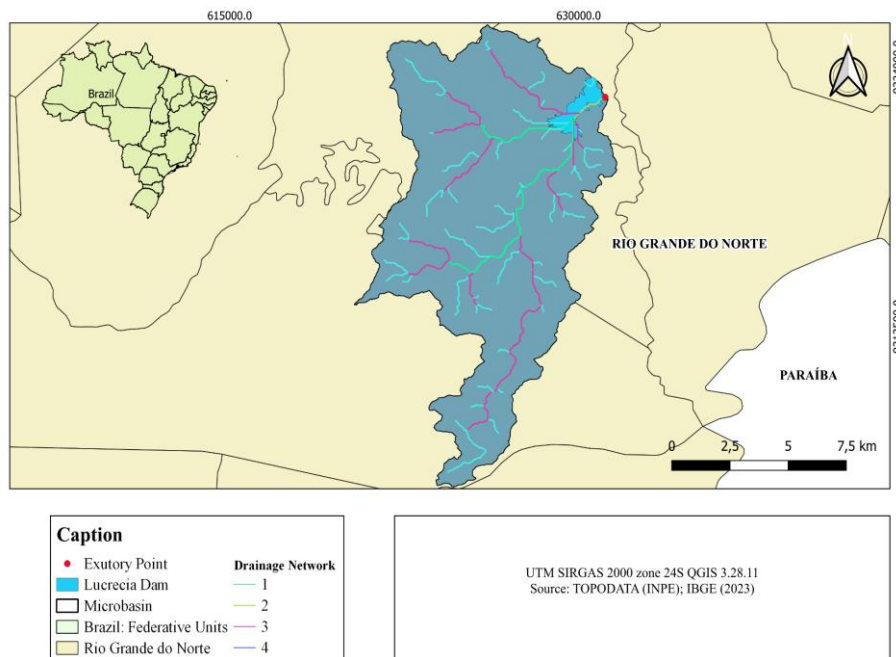 615000.0
630000.0
N
Brazil
RIO GRANDE DO NORTE
PARAÍBA
0 2,5 5 7,5 km
Caption
Exutory Point
Lucrecia Dam
Microbasin
Brazil: Federative Units
Rio Grande do Norte
Drainage Network
1
2
3
4
UTM SIRGAS 2000 zone 24S QGIS 3.28.11
Source: TOPODATA (INPE); IBGE (2023)